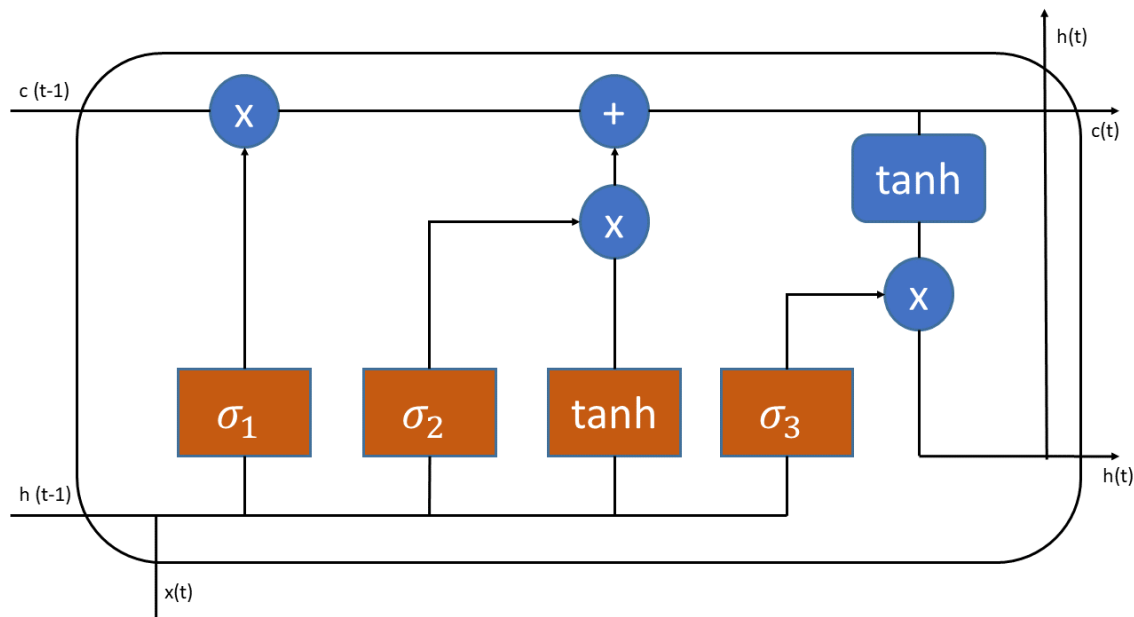 h(t)
c (t-1)
x
+
c(t)
tanh
x
x
σ₁
σ₂
tanh
σ₃
h (t-1)
h(t)
x(t)